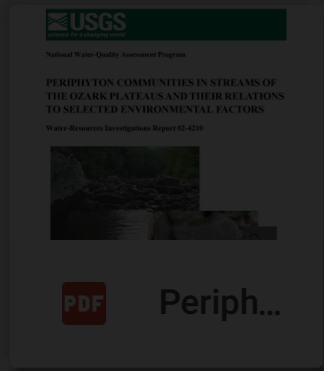 USGS
science for a changing world
National Water-Quality Assessment Program
PERIPHYTON COMMUNITIES IN STREAMS OF
THE OZARK PLATEAUS AND THEIR RELATIONS
TO SELECTED ENVIRONMENTAL FACTORS
Water-Resources Investigations Report 02-4210
PDF
Periph...